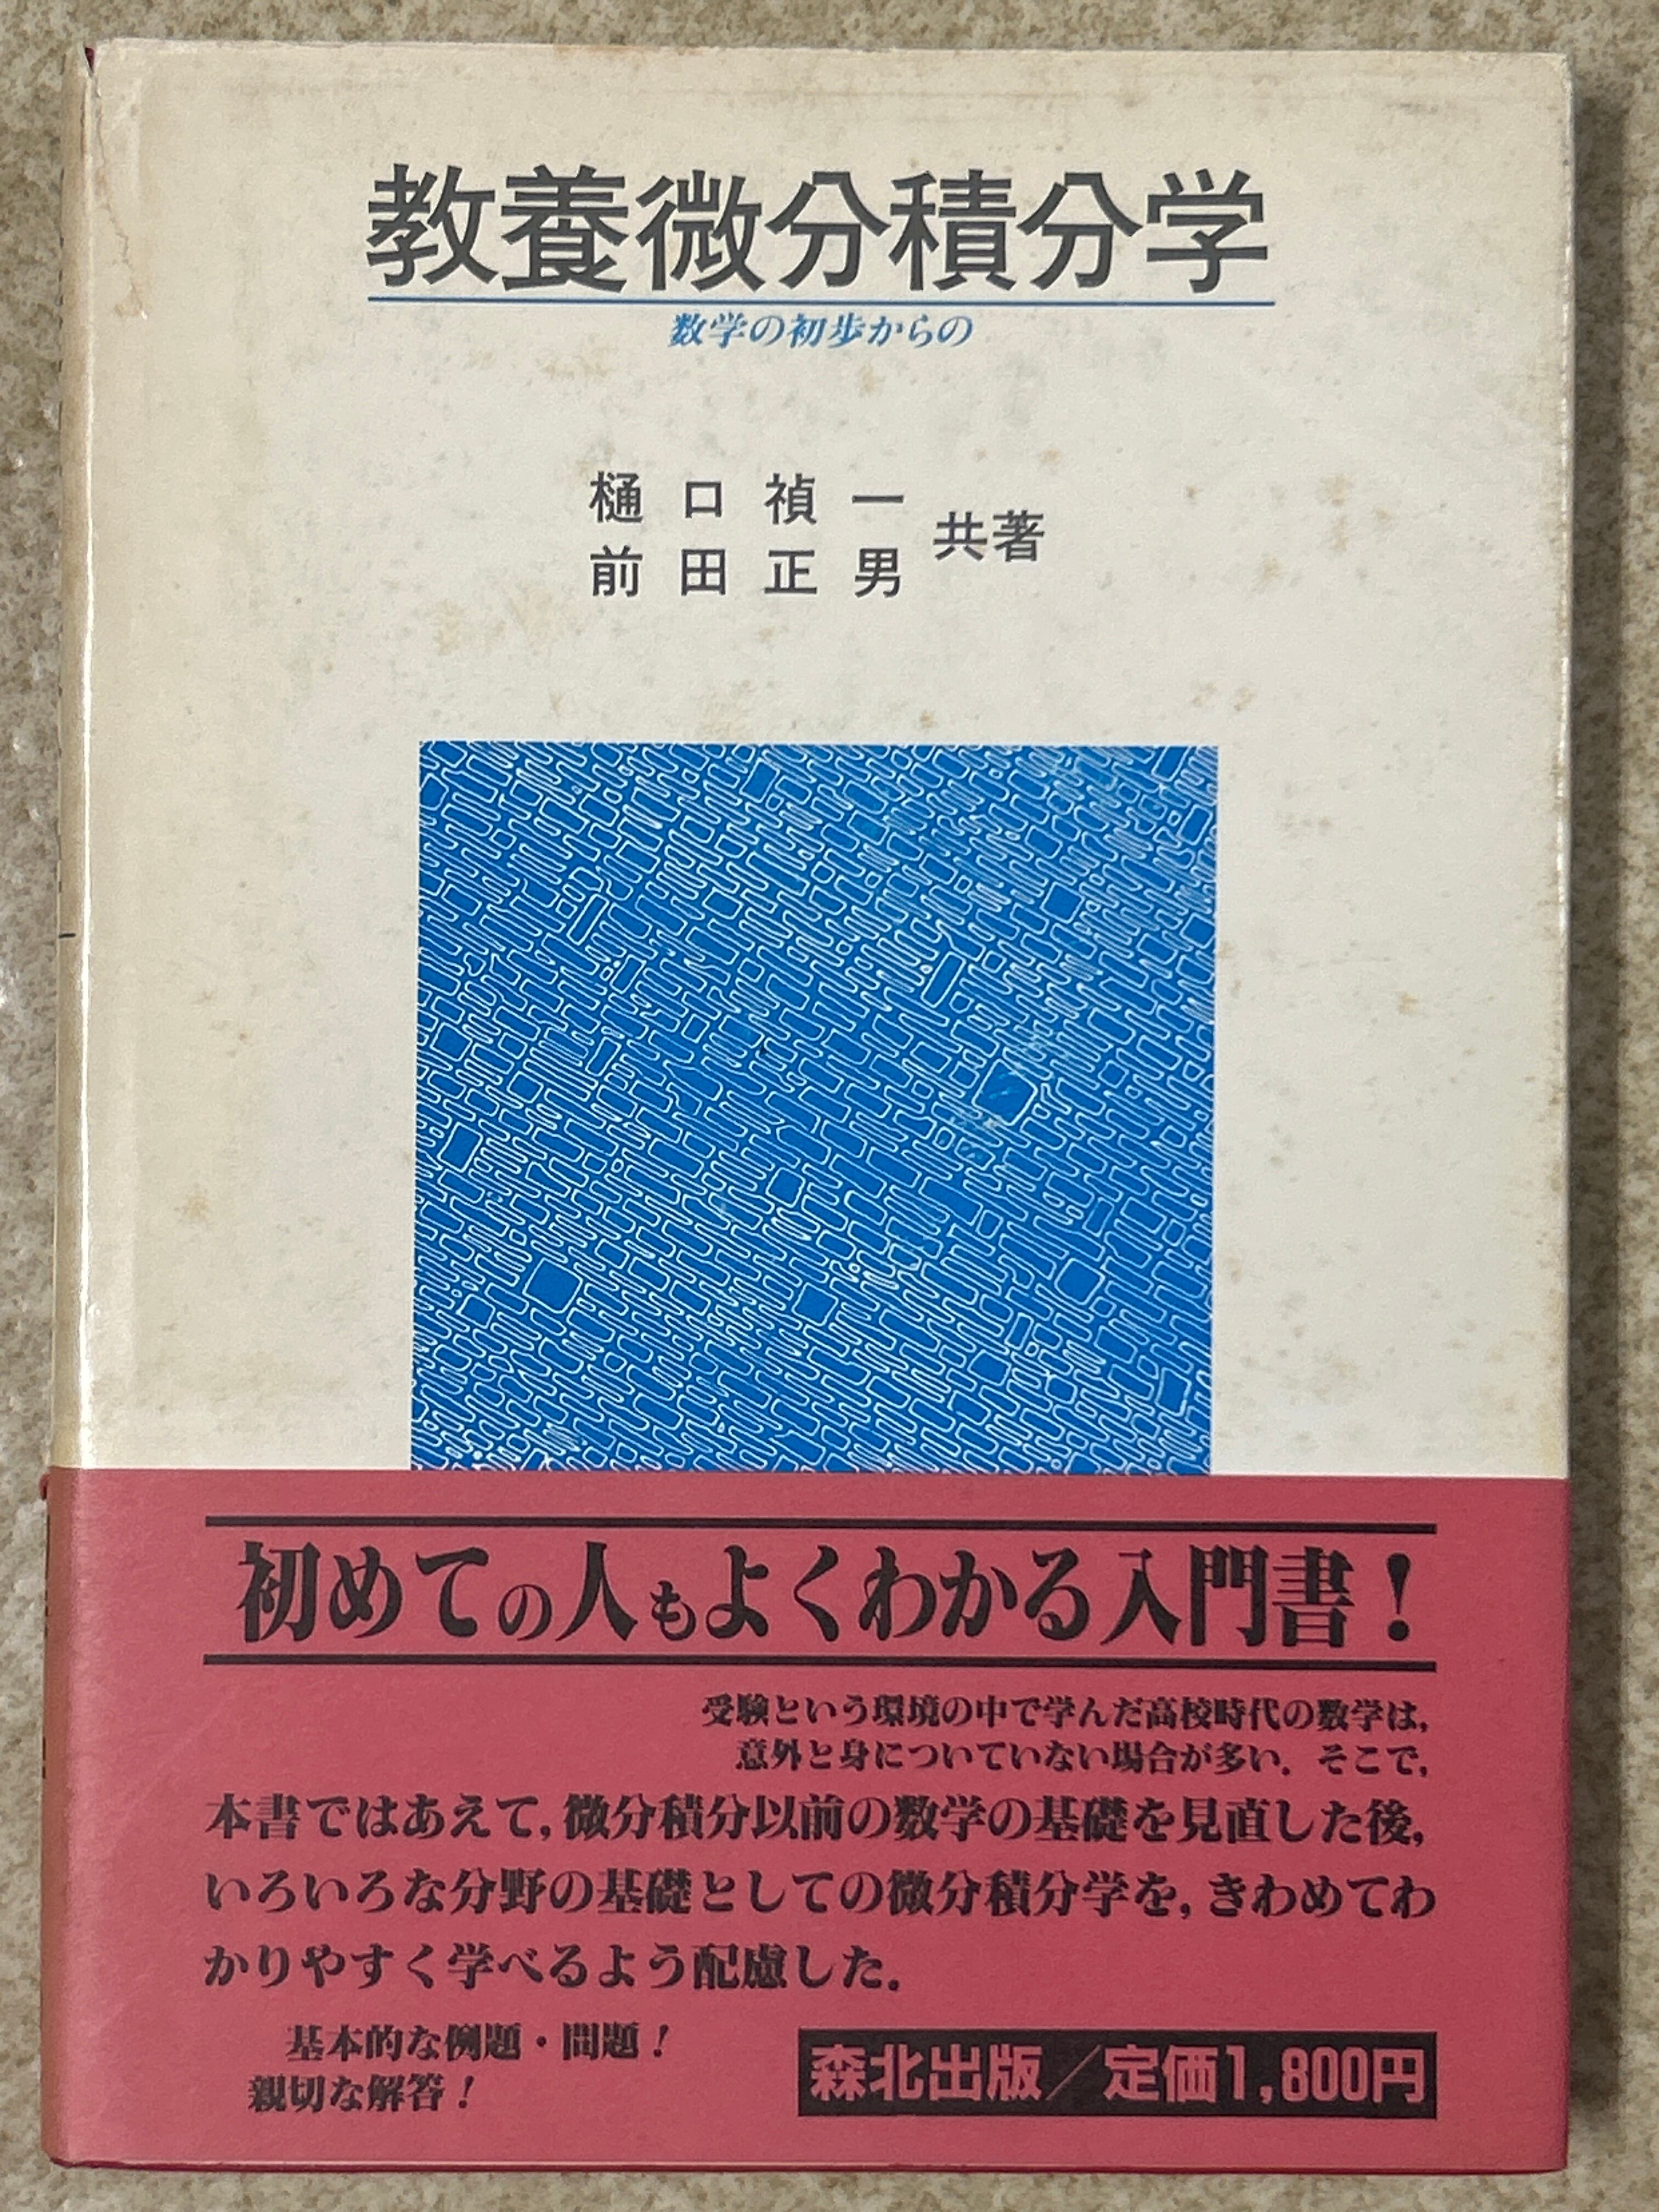 教養微分積分学
数学の初歩からの
樋口禎一
前田正男
共著
初めての人もよくわかる入門書！
受験という環境の中で学んだ高校時代の数学は，
意外と身についていない場合が多い．そこで，
本書ではあえて，微分積分以前の数学の基礎を見直した後，
いろいろな分野の基礎としての微分積分学を，きわめてわ
かりやすく学べるよう配慮した．
基本的な例題・問題！
親切な解答！
森北出版／定価1,800円